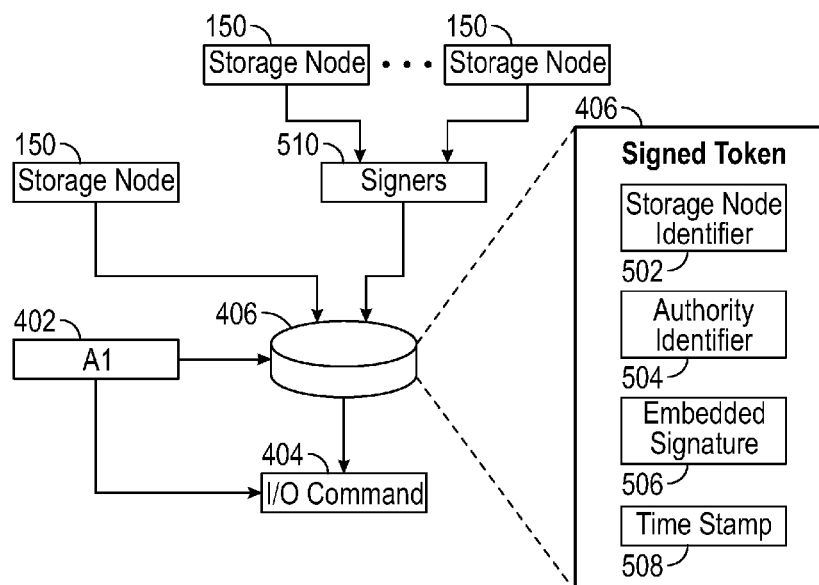 150
150
Storage Node
• • •
Storage Node
406
150
510
Signed Token
Storage Node
Signers
Storage Node
Identifier
502
402
406
Authority
Identifier
A1
504
Embedded
Signature
404
506
I/O Command
Time Stamp
508